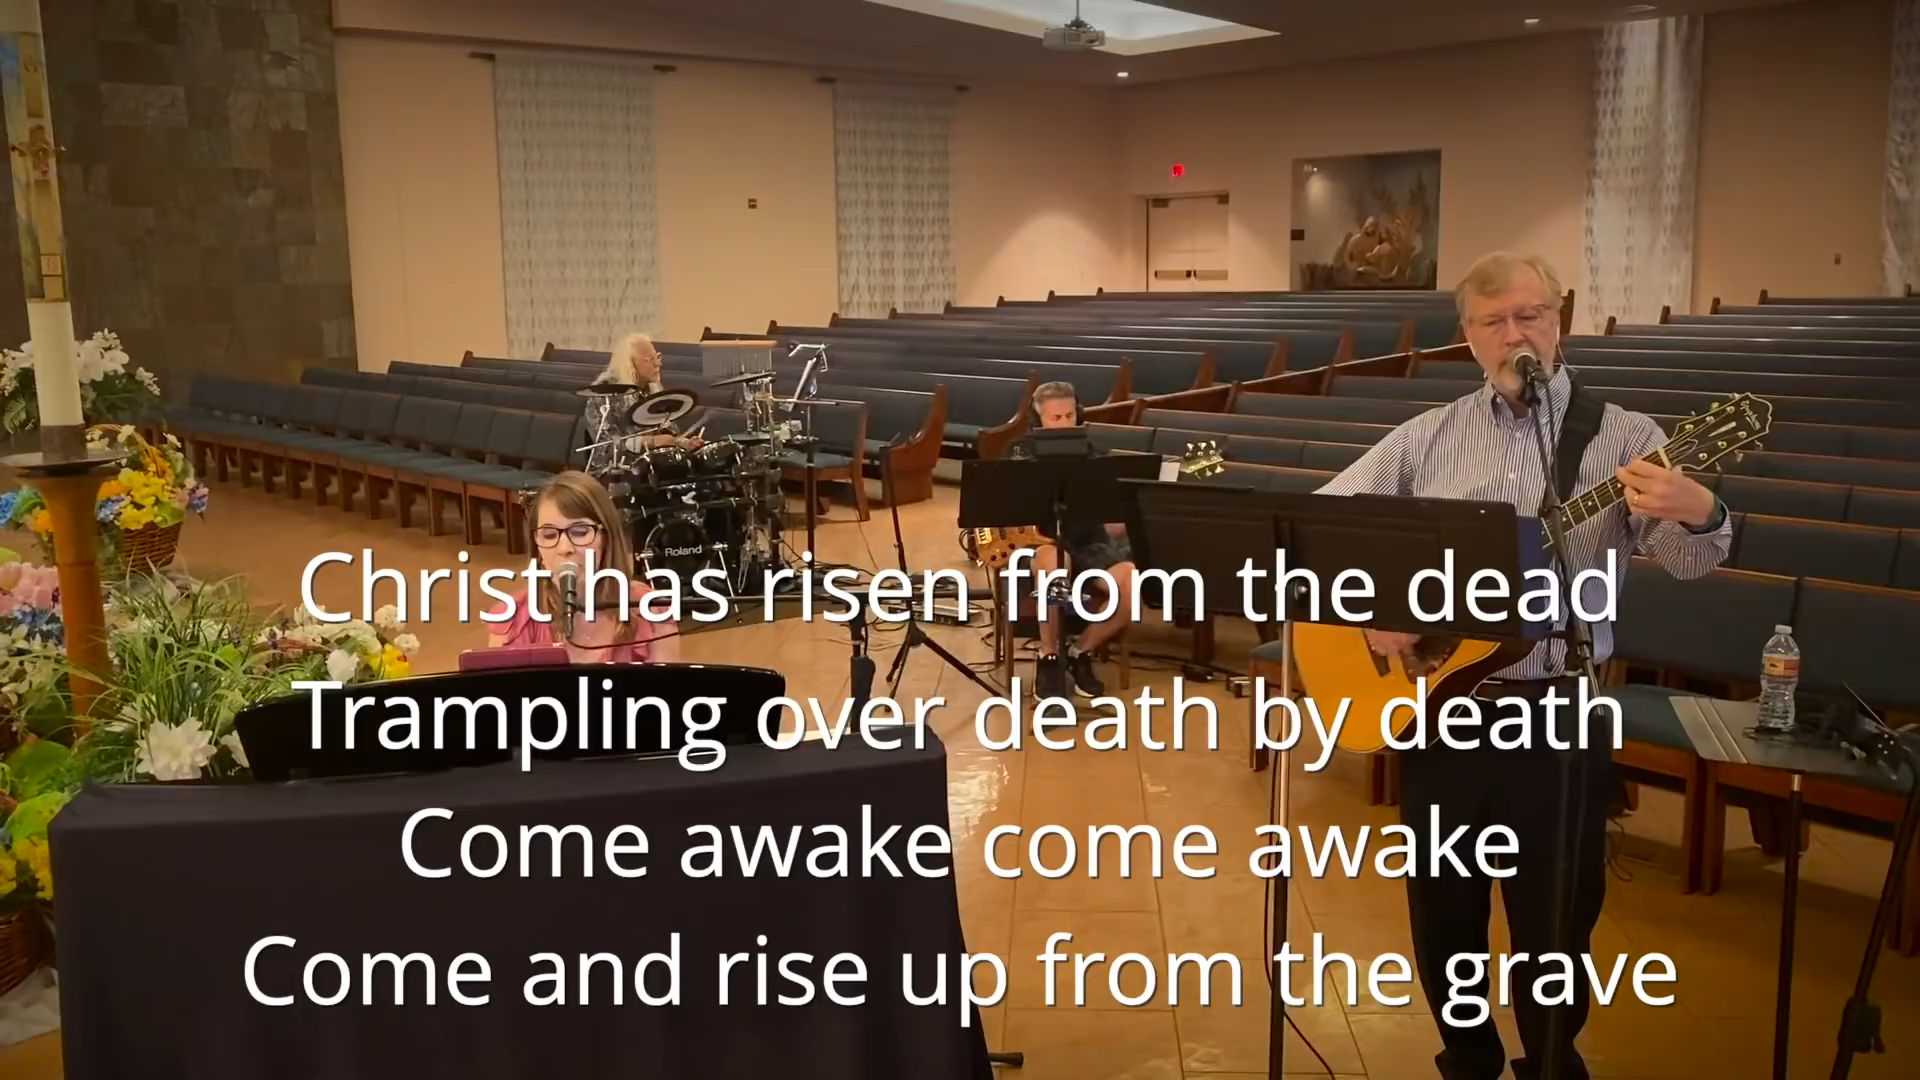 Roland
Christ has risen from the dead
Trampling over death by death
Come awake come awake
Come and rise up from the grave